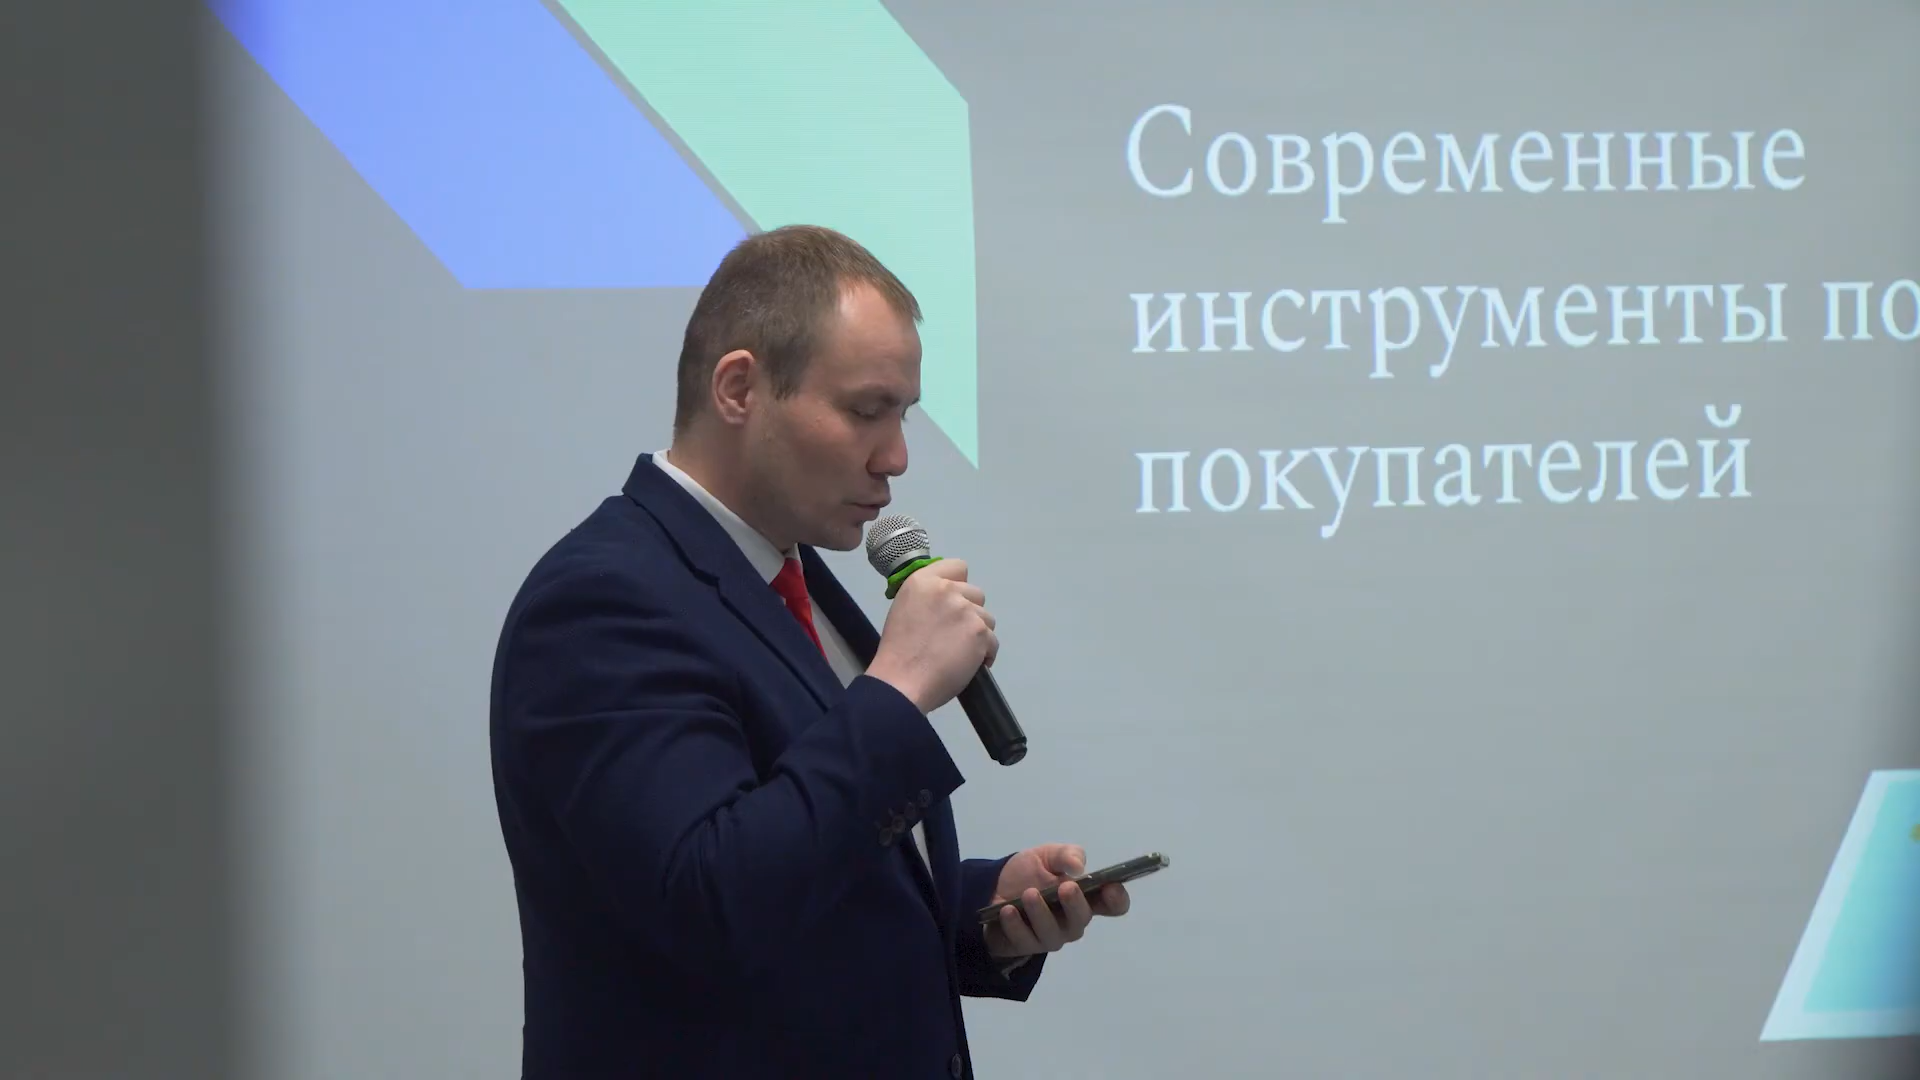 Современные
инструменты по
покупателей